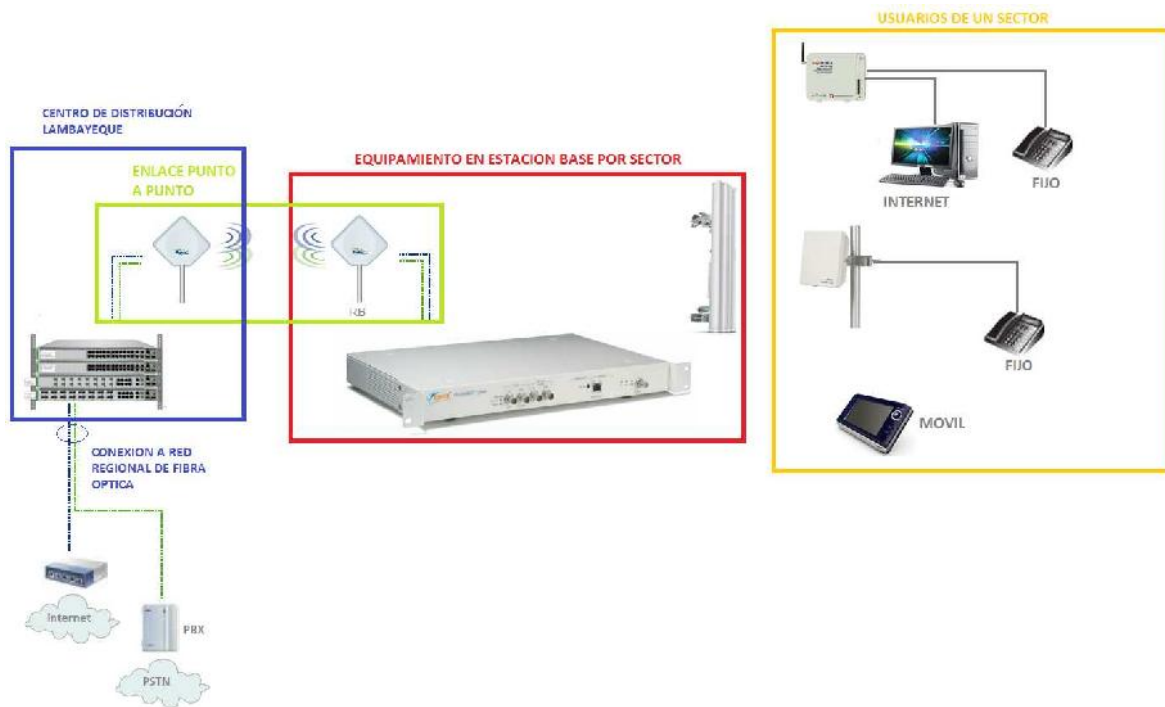 USUARIOS DE UN SECTOR
CENTRO DE DISTRIBUCIÓN
LAMBAYEQUE
EQUIPAMIENTO EN ESTACION BASE POR SECTOR
ENLACE PUNTO
A PUNTO
FIJO
INTERNET
RB
FIJO
MOVIL
CONEXION A RED
REGIONAL DE FIBRA
OPTICA
Internet
PBX
PSTN